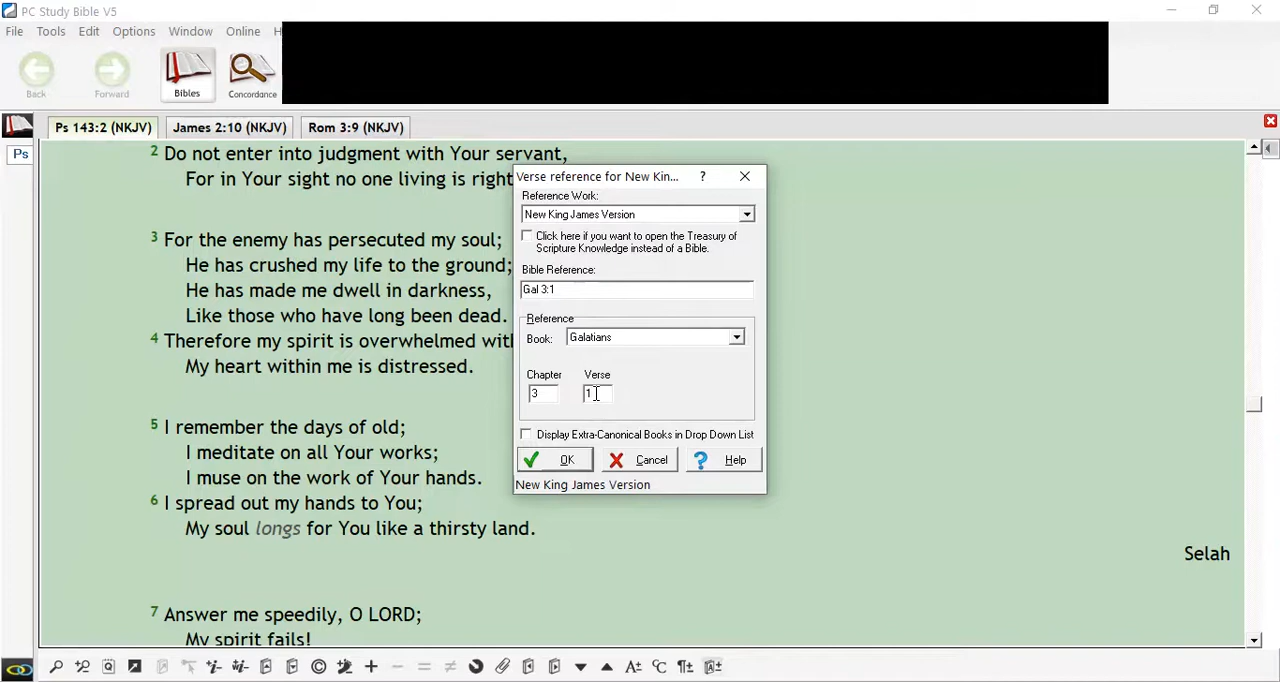 PC Study Bible V5
File Tools Edit Options Window Online H
Back Forward Bibles Concordance
Ps 143:2 (NKJV) James 2:10 (NKJV) Rom 3:9 (NKJV)
Ps
2 Do not enter into judgment with Your servant,
For in Your sight no one living is right
3 For the enemy has persecuted my soul;
He has crushed my life to the ground;
He has made me dwell in darkness,
Like those who have long been dead.
4 Therefore my spirit is overwhelmed wit
My heart within me is distressed.
5 I remember the days of old;
I meditate on all Your works;
I muse on the work of Your hands.
6 I spread out my hands to You;
My soul longs for You like a thirsty land.
Selah
7 Answer me speedily, O LORD;
My spirit fails!
Verse reference for New Kin... ?
Reference Work:
New King James Version
Click here if you want to open the Treasury of
Scripture Knowledge instead of a Bible.
Bible Reference:
Gal 3:1
Reference
Book: Galatians
Chapter Verse
3 1
Display Extra-Canonical Books in Drop Down List
OK Cancel ? Help
New King James Version